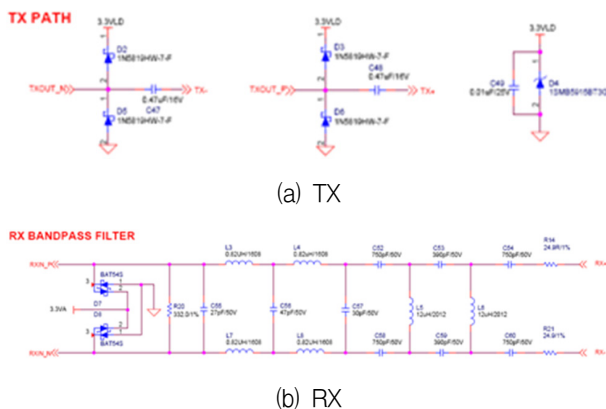 TX PATH
3.3VLD
3.3VLD
3.3VLD
D2
1N5819HW-7-F
D3
1N5819HW-7-F
C48
0.47uF/16V
C49
0.01uF/25V
D4
TXOUT_N
TX-
0.47uF/16V
C47
TXOUT_P
TX+
D5
1N5819HW-7-F
D6
1N5819HW-7-F
(a) TX
RX BANDPASS FILTER
L3
0.82UH/1608
L4
0.82UH/1608
C52
750pF/50V
C53
390pF/50V
C54
750pF/50V
R14
24.9R/1%
RXIN_P
RX+
BAT54S
D7
3.3VA
D8
BAT54S
R20
332.0/1%
C55
27pF/50V
C56
47pF/50V
C57
30pF/50V
L5
12uH/2012
L6
12uH/2012
RXIN_N
RX-
L7
0.82UH/1608
0.82UH/1608
C58
750pF/50V
C59
390pF/50V
C60
750pF/50V
R21
24.9/1%
(b) RX